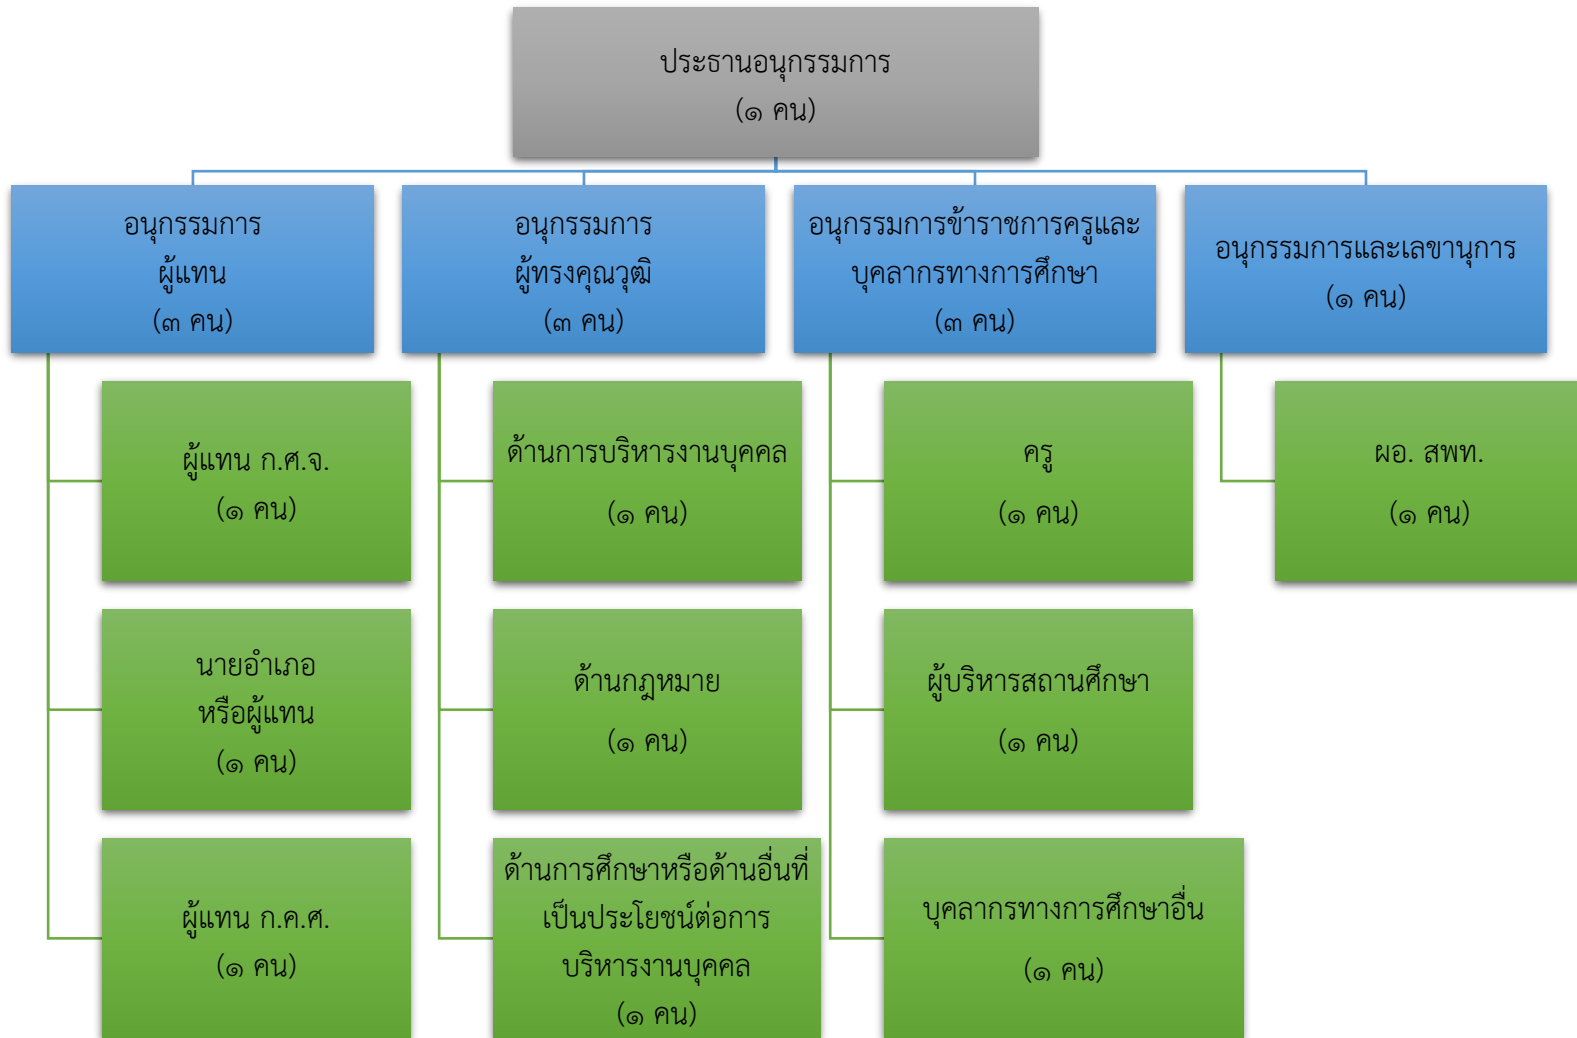 ประธานอนุกรรมการ
(๑ คน)
อนุกรรมการ
ผู้แทน
(๓ คน)
อนุกรรมการ
ผู้ทรงคุณวุฒิ
(๓ คน)
อนุกรรมการข้าราชการครูและ
บุคลากรทางการศึกษา
(๓ คน)
อนุกรรมการและเลขานุการ
(๑ คน)
ผู้แทน ก.ศ.จ.
(๑ คน)
นายอำเภอ
หรือผู้แทน
(๑ คน)
ผู้แทน ก.ค.ศ.
(๑ คน)
ด้านการบริหารงานบุคคล
(๑ คน)
ด้านกฎหมาย
(๑ คน)
ด้านการศึกษาหรือด้านอื่นที่
เป็นประโยชน์ต่อการ
บริหารงานบุคคล
(๑ คน)
ครู
(๑ คน)
ผู้บริหารสถานศึกษา
(๑ คน)
บุคลากรทางการศึกษาอื่น
(๑ คน)
ผอ. สพท.
(๑ คน)